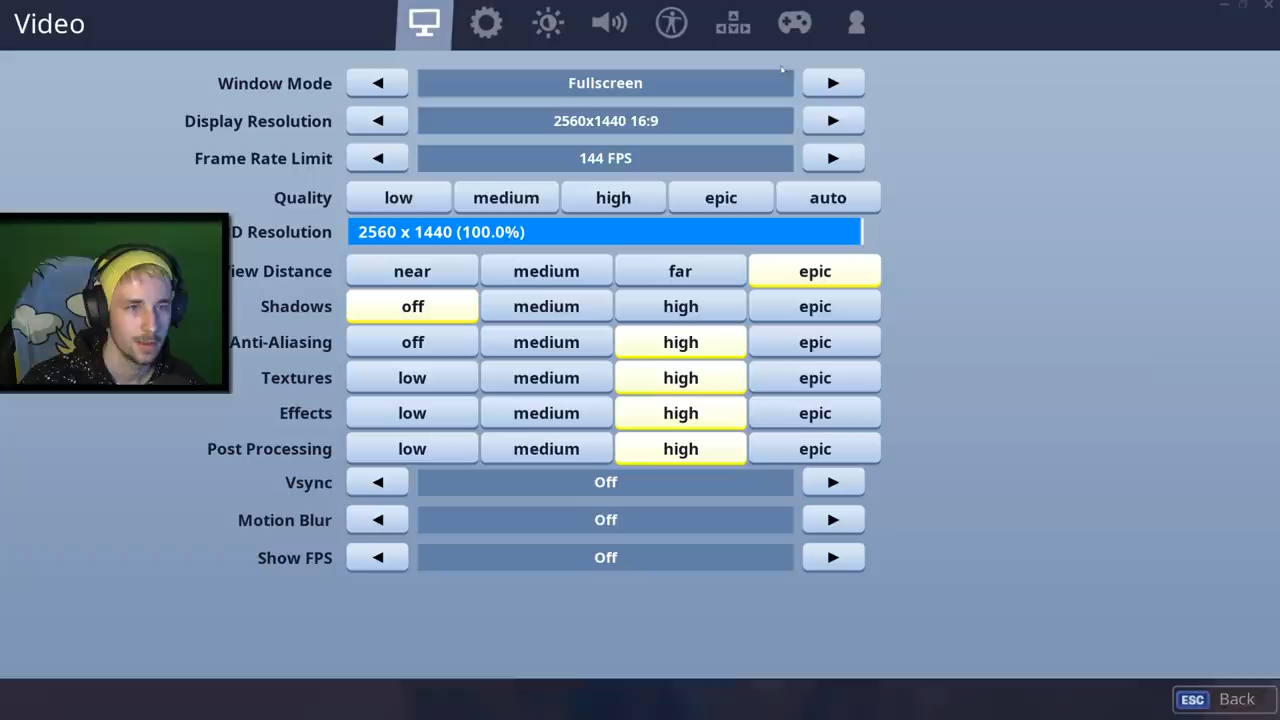 Video
Window Mode Fullscreen
Display Resolution 2560x1440 16:9
Frame Rate Limit 144 FPS
Quality low medium high epic auto
D Resolution 2560 x 1440 (100.0%)
iew Distance near medium far epic
Shadows off medium high epic
Anti-Aliasing off medium high epic
Textures low medium high epic
Effects low medium high epic
Post Processing low medium high epic
Vsync Off
Motion Blur Off
Show FPS Off
ESC Back